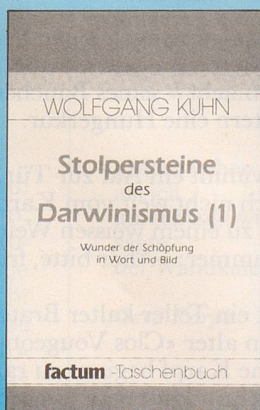 WOLFGANG KUHN
Stolpersteine
des
Darwinismus (1)
Wunder der Schöpfung
in Wort und Bild
factum -Taschenbuch